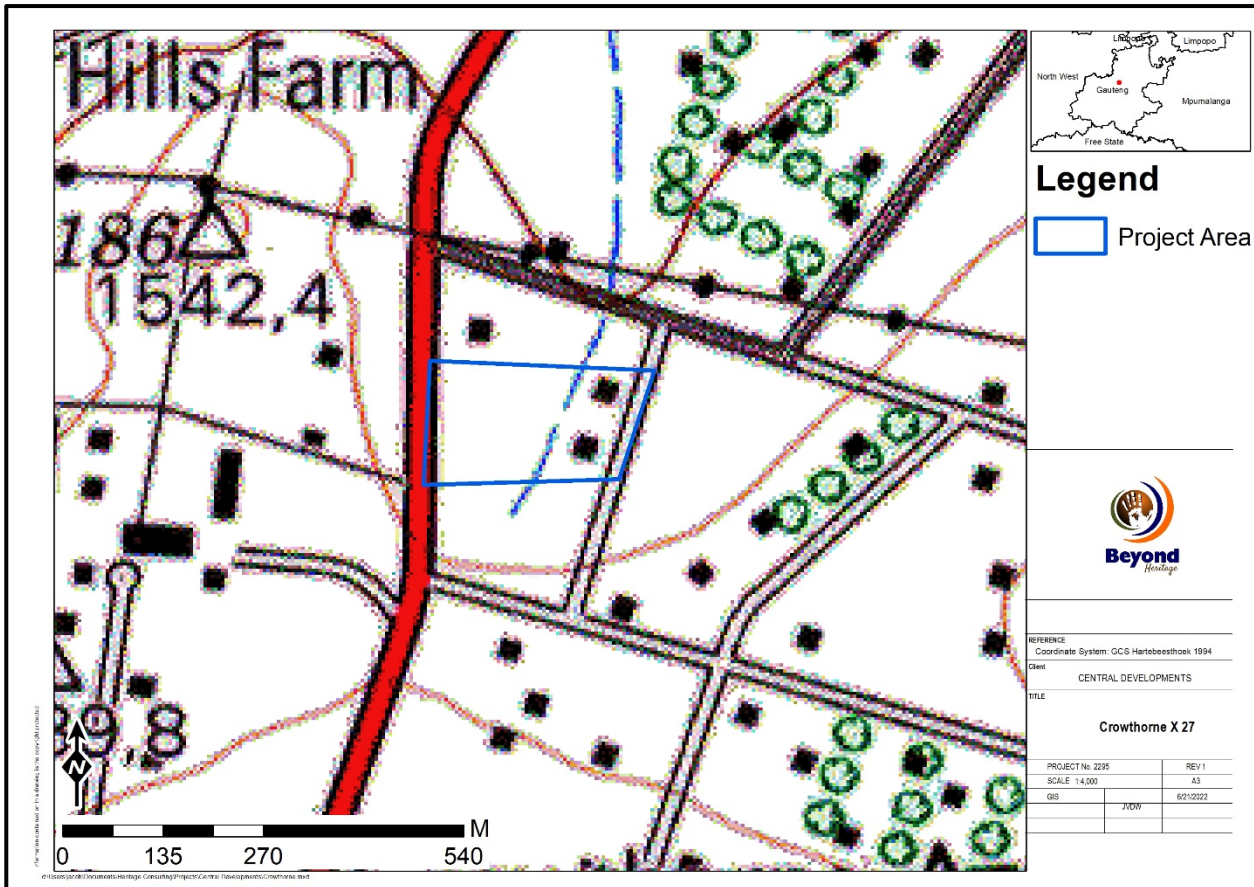 Hills Farm
186
1542,4
M
0 135 270 540
Limpopo
Limpopo
North West
Gauteng
Mpumalanga
Free State
Legend
Project Area
Beyond
Heritage
REFERENCE
Coordinate System: GCS Hartebeesthoek 1994
Client
CENTRAL DEVELOPMENTS
TITLE
Crowthorne X 27
PROJECT No. 2295 REV 1
SCALE 1:4,000 A3
GIS JVDW 6/21/2022
N